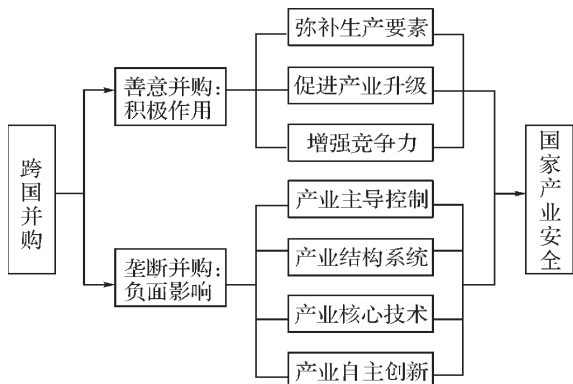 跨国并购
善意并购：
积极作用
垄断并购：
负面影响
弥补生产要素
促进产业升级
增强竞争力
产业主导控制
产业结构系统
产业核心技术
产业自主创新
国家产业安全